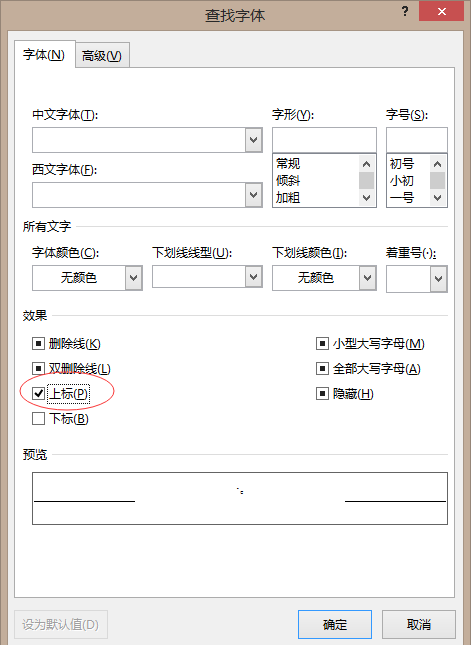 查找字体
?
字体(N) 高级(V)
中文字体(T): 字形(Y): 字号(S):
常规 初号
西文字体(F): 倾斜 小初
加粗 一号
所有文字
字体颜色(C): 下划线线型(U): 下划线颜色(I): 着重号(·):
无颜色 无颜色
效果
删除线(K) 小型大写字母(M)
双删除线(L) 全部大写字母(A)
上标(P) 隐藏(H)
下标(B)
预览
设为默认值(D) 确定 取消